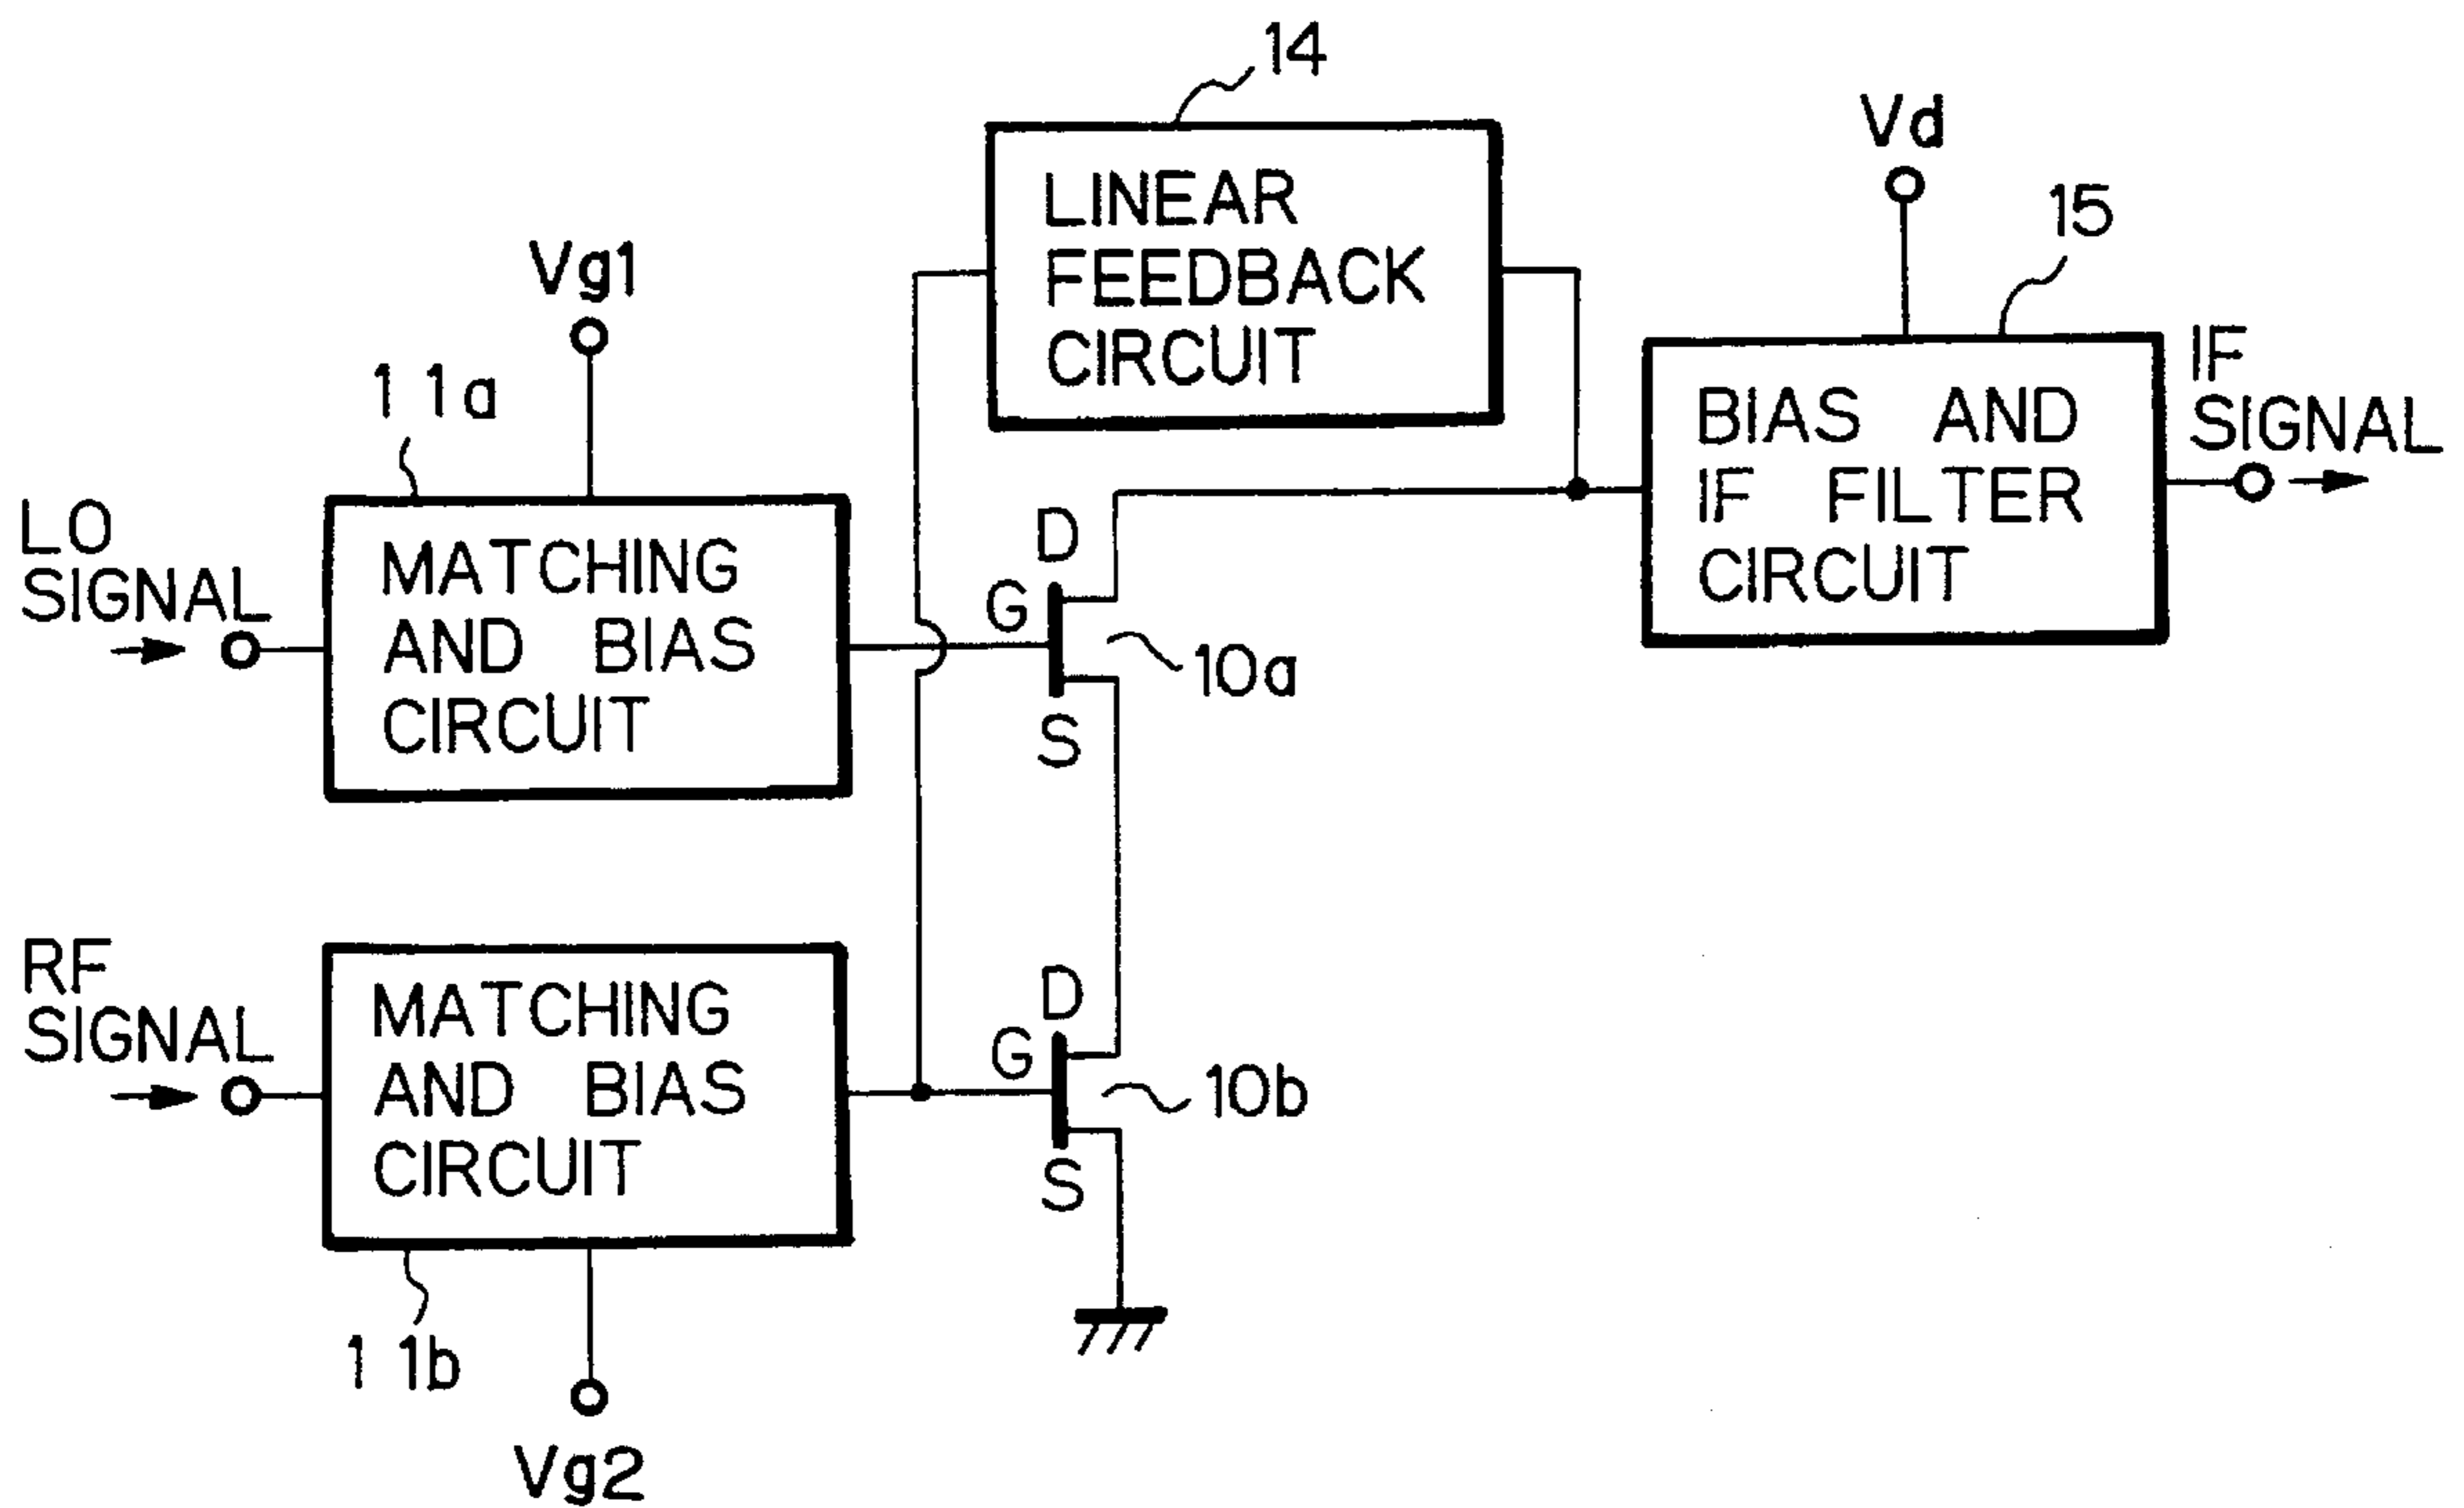 14
LINEAR
FEEDBACK
CIRCUIT
Vd
15
BIAS AND
IF FILTER
CIRCUIT
IF
SIGNAL
Vg1
11a
LO
SIGNAL
MATCHING
AND BIAS
CIRCUIT
D
G
S
10a
RF
SIGNAL
MATCHING
AND BIAS
CIRCUIT
D
G
S
10b
11b
Vg2